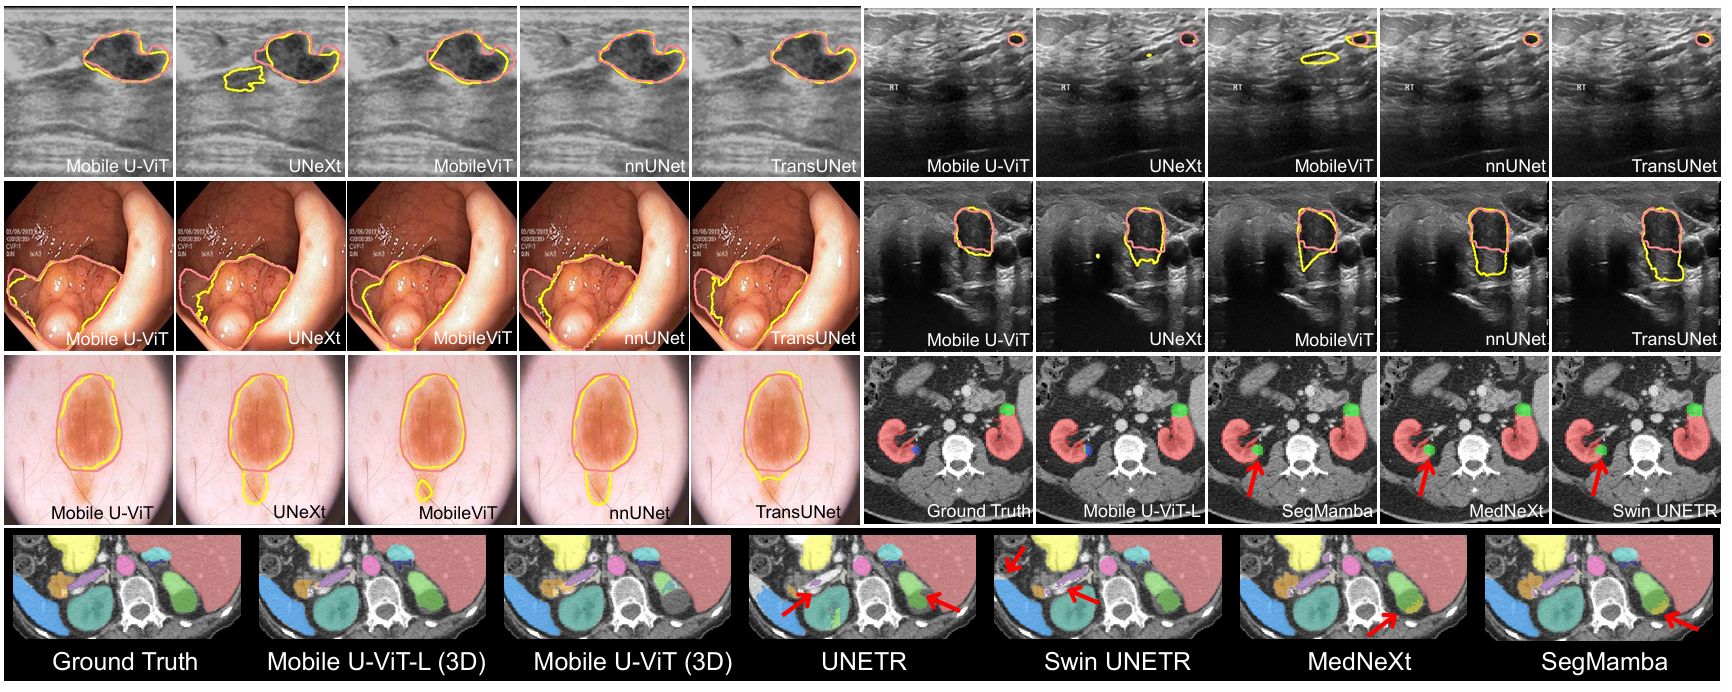 Mobile U-ViT UNeXt MobileViT nnUNet TransUNet Mobile U-ViT UNeXt MobileViT nnUNet TransUNet
RT RT RT RT RT
Mobile U-ViT UNeXt MobileViT nnUNet TransUNet Mobile U-ViT UNeXt MobileViT nnUNet TransUNet
Mobile U-ViT UNeXt MobileViT nnUNet TransUNet Ground Truth Mobile U-ViT-L SegMamba MedNeXt Swin UNETR
Ground Truth Mobile U-ViT-L (3D) Mobile U-ViT (3D) UNETR Swin UNETR MedNeXt SegMamba